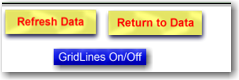 Refresh Data
Return to Data
GridLines On/Off